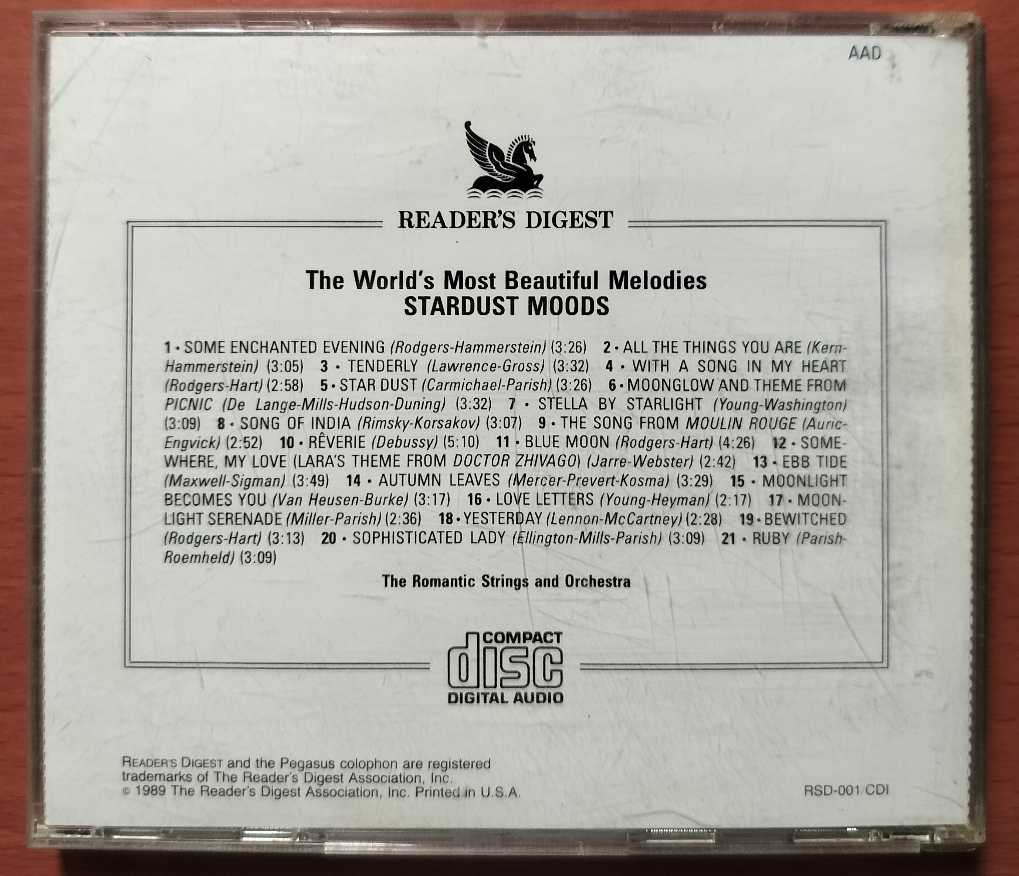 AAD
READER'S DIGEST
The World's Most Beautiful Melodies
STARDUST MOODS
1 • SOME ENCHANTED EVENING (Rodgers-Hammerstein) (3:26) 2 • ALL THE THINGS YOU ARE (Kern-
Hammerstein) (3:05) 3 • TENDERLY (Lawrence-Gross) (3:32) 4 • WITH A SONG IN MY HEART
(Rodgers-Hart) (2:58) 5 • STAR DUST (Carmichael-Parish) (3:26) 6 • MOONGLOW AND THEME FROM
PICNIC (De Lange-Mills-Hudson-Duning) (3:32) 7 • STELLA BY STARLIGHT (Young-Washington)
(3:09) 8 • SONG OF INDIA (Rimsky-Korsakov) (3:07) 9 • THE SONG FROM MOULIN ROUGE (Auric-
Engvick) (2:52) 10 • RÊVERIE (Debussy) (5:10) 11 • BLUE MOON (Rodgers-Hart) (4:26) 12 • SOME-
WHERE, MY LOVE (LARA'S THEME FROM DOCTOR ZHIVAGO) (Jarre-Webster) (2:42) 13 • EBB TIDE
(Maxwell-Sigman) (3:49) 14 • AUTUMN LEAVES (Mercer-Prevert-Kosma) (3:29) 15 • MOONLIGHT
BECOMES YOU (Van Heusen-Burke) (3:17) 16 • LOVE LETTERS (Young-Heyman) (2:17) 17 • MOON-
LIGHT SERENADE (Miller-Parish) (2:36) 18 • YESTERDAY (Lennon-McCartney) (2:28) 19 • BEWITCHED
(Rodgers-Hart) (3:13) 20 • SOPHISTICATED LADY (Ellington-Mills-Parish) (3:09) 21 • RUBY (Parish-
Roemheld) (3:09)
The Romantic Strings and Orchestra
COMPACT
disc
DIGITAL AUDIO
READER'S DIGEST and the Pegasus colophon are registered
trademarks of The Reader's Digest Association, Inc.
© 1989 The Reader's Digest Association, Inc. Printed in U.S.A.
RSD-001 CDI